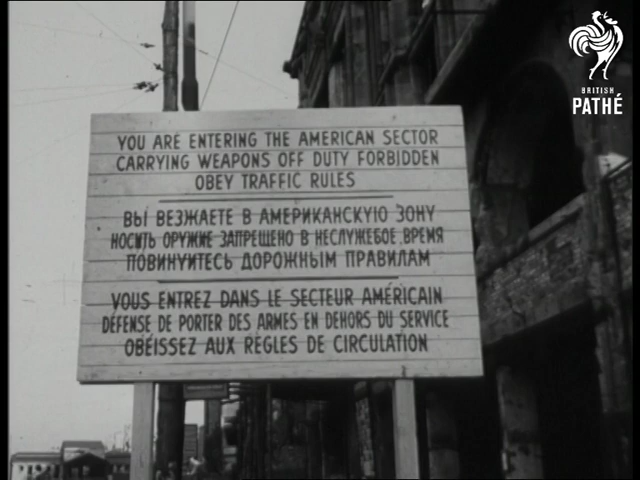 BRITISH
PATHÉ
YOU ARE ENTERING THE AMERICAN SECTOR
CARRYING WEAPONS OFF DUTY FORBIDDEN
OBEY TRAFFIC RULES
ВЫ ВЕЗЖАЕТЕ В АМЕРИКАНСКУЮ ЗОНУ
НОСИТЬ ОРУЖИЕ ЗАПРЕЩЕНО В НЕСЛУЖЕБОЕ ВРЕМЯ
ПОВИНУИТЕСЬ ДОРОЖНЫМ ПРАВИЛАМ
VOUS ENTREZ DANS LE SECTEUR AMÉRICAIN
DÉFENSE DE PORTER DES ARMES EN DEHORS DU SERVICE
OBÉISSEZ AUX RÈGLES DE CIRCULATION